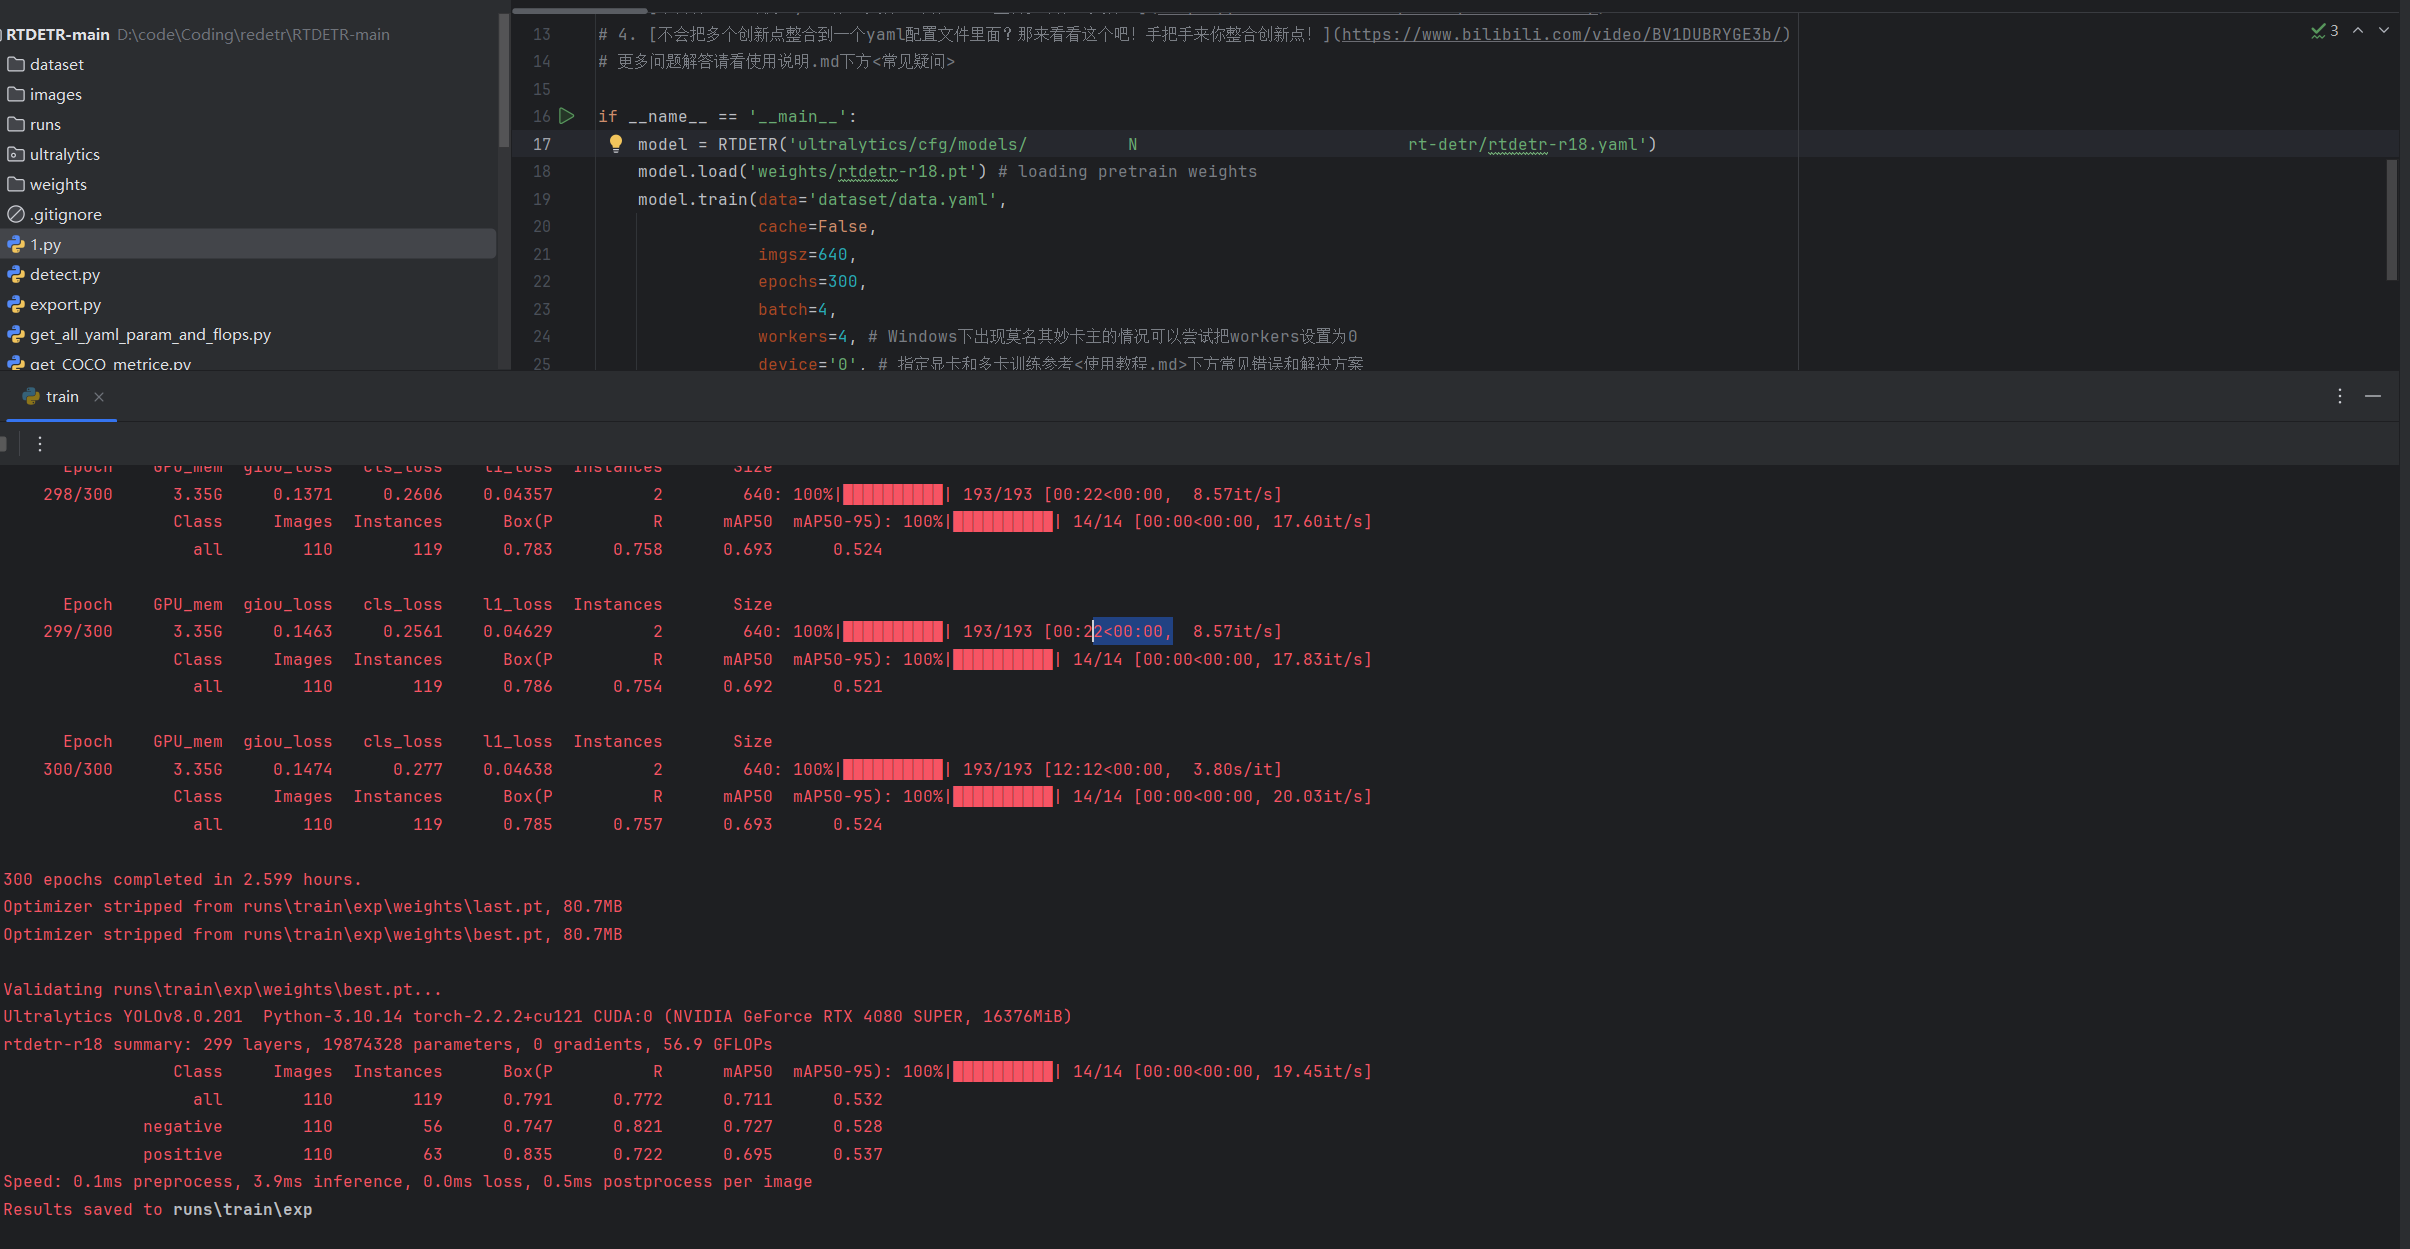 RTDETR-main D:\code\Coding\redetr\RTDETR-main
dataset
images
runs
ultralytics
weights
.gitignore
1.py
detect.py
export.py
get_all_yaml_param_and_flops.py
get_COCO_metrice.py
13 # 4. [不会把多个创新点整合到一个yaml配置文件里面？那来看看这个吧！手把手来你整合创新点！](https://www.bilibili.com/video/BV1DUBRYGE3b/)
14 # 更多问题解答请看使用说明.md下方<常见疑问>
15
16 if __name__ == '__main__':
17 model = RTDETR('ultralytics/cfg/models/ N rt-detr/rtdetr-r18.yaml')
18 model.load('weights/rtdetr-r18.pt') # loading pretrain weights
19 model.train(data='dataset/data.yaml',
20 cache=False,
21 imgsz=640,
22 epochs=300,
23 batch=4,
24 workers=4, # Windows下出现莫名其妙卡主的情况可以尝试把workers设置为0
25 device='0', # 指定显卡和多卡训练参考<使用教程.md>下方常见错误和解决方案
3
train
Epoch GPU_mem giou_loss cls_loss l1_loss Instances Size
298/300 3.35G 0.1371 0.2606 0.04357 2 640: 100%|██████████| 193/193 [00:22<00:00, 8.57it/s]
Class Images Instances Box(P R mAP50 mAP50-95): 100%|██████████| 14/14 [00:00<00:00, 17.60it/s]
all 110 119 0.783 0.758 0.693 0.524
Epoch GPU_mem giou_loss cls_loss l1_loss Instances Size
299/300 3.35G 0.1463 0.2561 0.04629 2 640: 100%|██████████| 193/193 [00:22<00:00, 8.57it/s]
Class Images Instances Box(P R mAP50 mAP50-95): 100%|██████████| 14/14 [00:00<00:00, 17.83it/s]
all 110 119 0.786 0.754 0.692 0.521
Epoch GPU_mem giou_loss cls_loss l1_loss Instances Size
300/300 3.35G 0.1474 0.277 0.04638 2 640: 100%|██████████| 193/193 [12:12<00:00, 3.80s/it]
Class Images Instances Box(P R mAP50 mAP50-95): 100%|██████████| 14/14 [00:00<00:00, 20.03it/s]
all 110 119 0.785 0.757 0.693 0.524
300 epochs completed in 2.599 hours.
Optimizer stripped from runs\train\exp\weights\last.pt, 80.7MB
Optimizer stripped from runs\train\exp\weights\best.pt, 80.7MB
Validating runs\train\exp\weights\best.pt...
Ultralytics YOLOv8.0.201 Python-3.10.14 torch-2.2.2+cu121 CUDA:0 (NVIDIA GeForce RTX 4080 SUPER, 16376MiB)
rtdetr-r18 summary: 299 layers, 19874328 parameters, 0 gradients, 56.9 GFLOPs
Class Images Instances Box(P R mAP50 mAP50-95): 100%|██████████| 14/14 [00:00<00:00, 19.45it/s]
all 110 119 0.791 0.772 0.711 0.532
negative 110 56 0.747 0.821 0.727 0.528
positive 110 63 0.835 0.722 0.695 0.537
Speed: 0.1ms preprocess, 3.9ms inference, 0.0ms loss, 0.5ms postprocess per image
Results saved to runs\train\exp